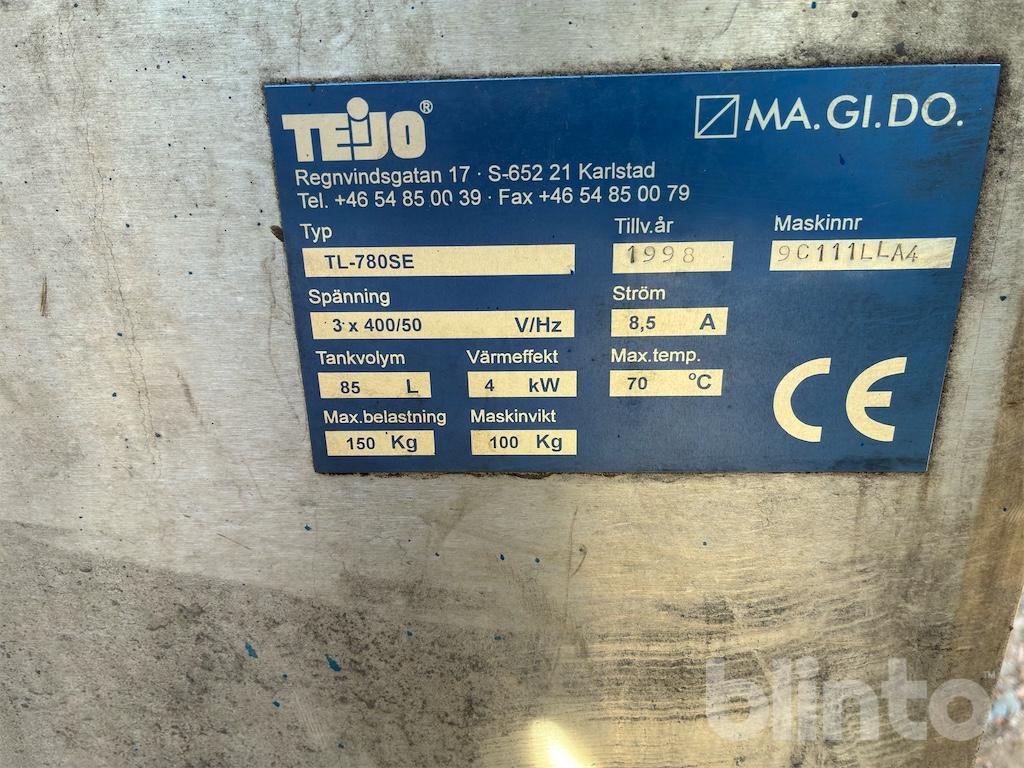 TEIJO®
MA.GI.DO.
Regnvindsgatan 17 · S-652 21 Karlstad
Tel. +46 54 85 00 39 · Fax +46 54 85 00 79
Typ Tillv.år Maskinnr
TL-780SE 1998 9C111LLA4
Spänning Ström
3 x 400/50 V/Hz 8,5 A
Tankvolym Värmeffekt Max.temp.
85 L 4 kW 70 °C
Max.belastning Maskinvikt
150 Kg 100 Kg
CE
blinto™